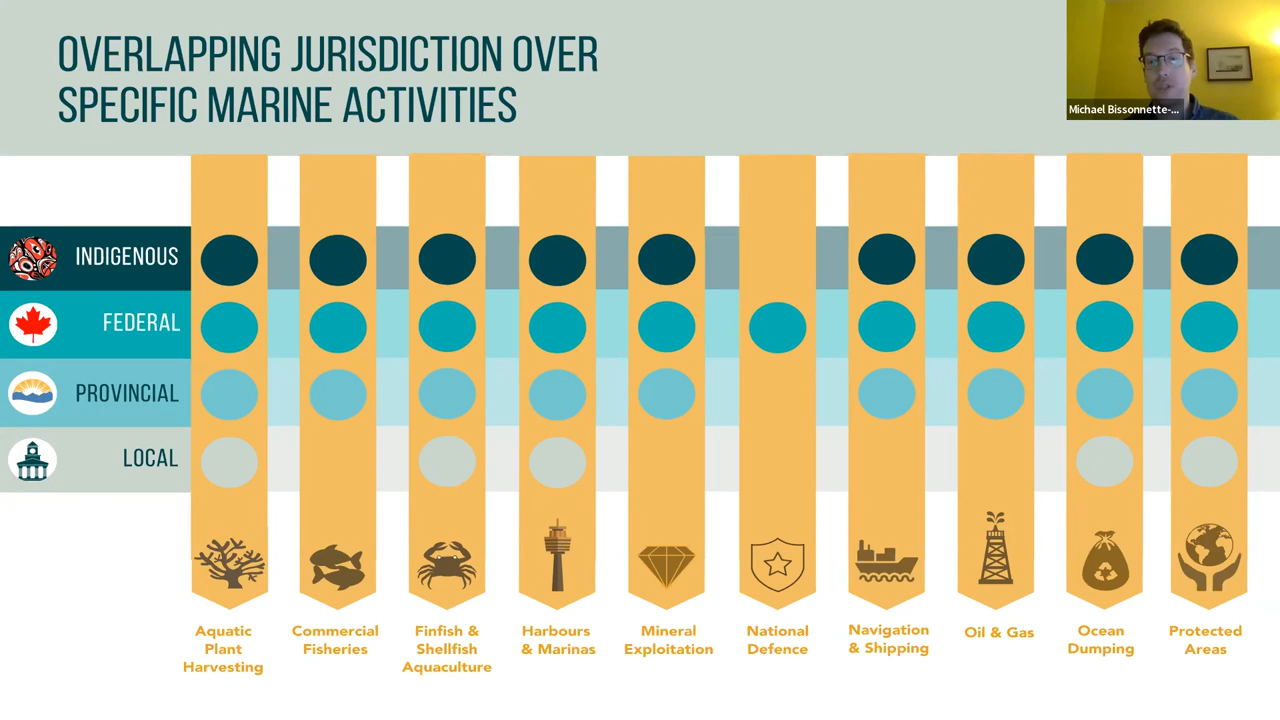 OVERLAPPING JURISDICTION OVER
SPECIFIC MARINE ACTIVITIES
Michael Bissonnette-...
INDIGENOUS
FEDERAL
PROVINCIAL
LOCAL
Aquatic
Plant
Harvesting
Commercial
Fisheries
Finfish &
Shellfish
Aquaculture
Harbours
& Marinas
Mineral
Exploitation
National
Defence
Navigation
& Shipping
Oil & Gas
Ocean
Dumping
Protected
Areas